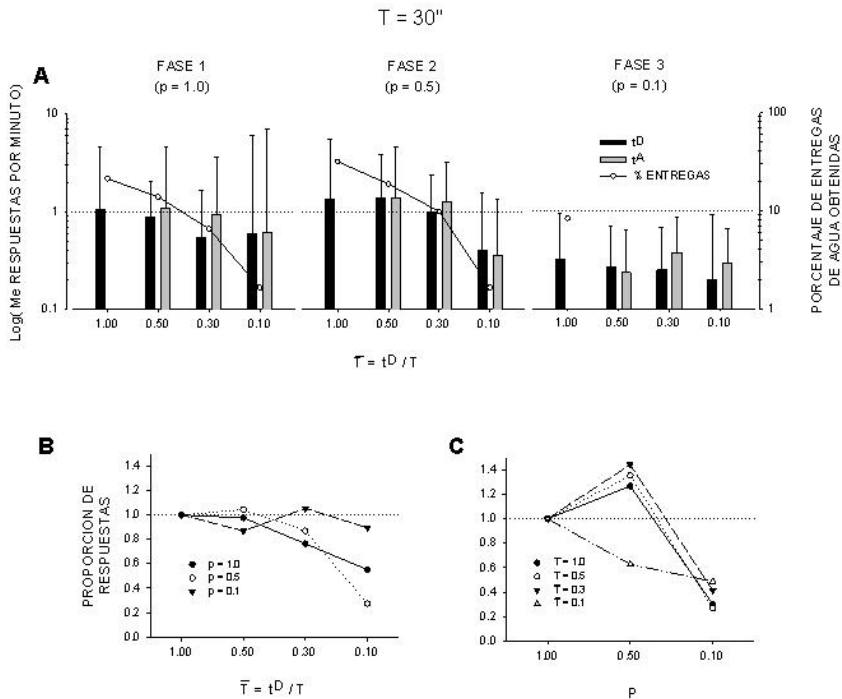 T = 30"
A
FASE 1
(p = 1.0)
FASE 2
(p = 0.5)
FASE 3
(p = 0.1)
Log( Me RESPUESTAS POR MINUTO)
10
1
0.1
1.00 0.50 0.30 0.10
1.00 0.50 0.30 0.10
1.00 0.50 0.30 0.10
tD
tA
% ENTREGAS
100
10
1
PORCENTAJE DE ENTREGAS
DE AGUA OBTENIDAS
T̄ = tD / T
B
PROPORCION DE
RESPUESTAS
1.4
1.2
1.0
0.8
0.6
0.4
0.2
0.0
p = 1.0
p = 0.5
p = 0.1
1.00 0.50 0.30 0.10
T̄ = tD / T
C
1.4
1.2
1.0
0.8
0.6
0.4
0.2
0.0
T̄ = 1.0
T̄ = 0.5
T̄ = 0.3
T̄ = 0.1
1.00 0.50 0.10
P